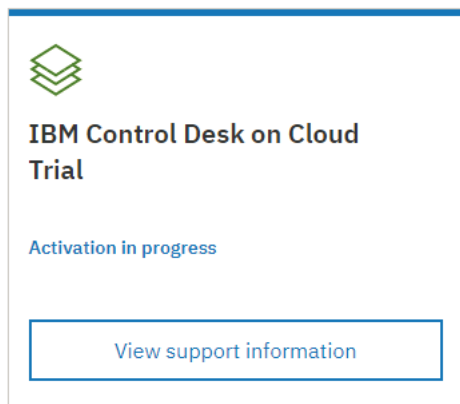 IBM Control Desk on Cloud
Trial
Activation in progress
View support information